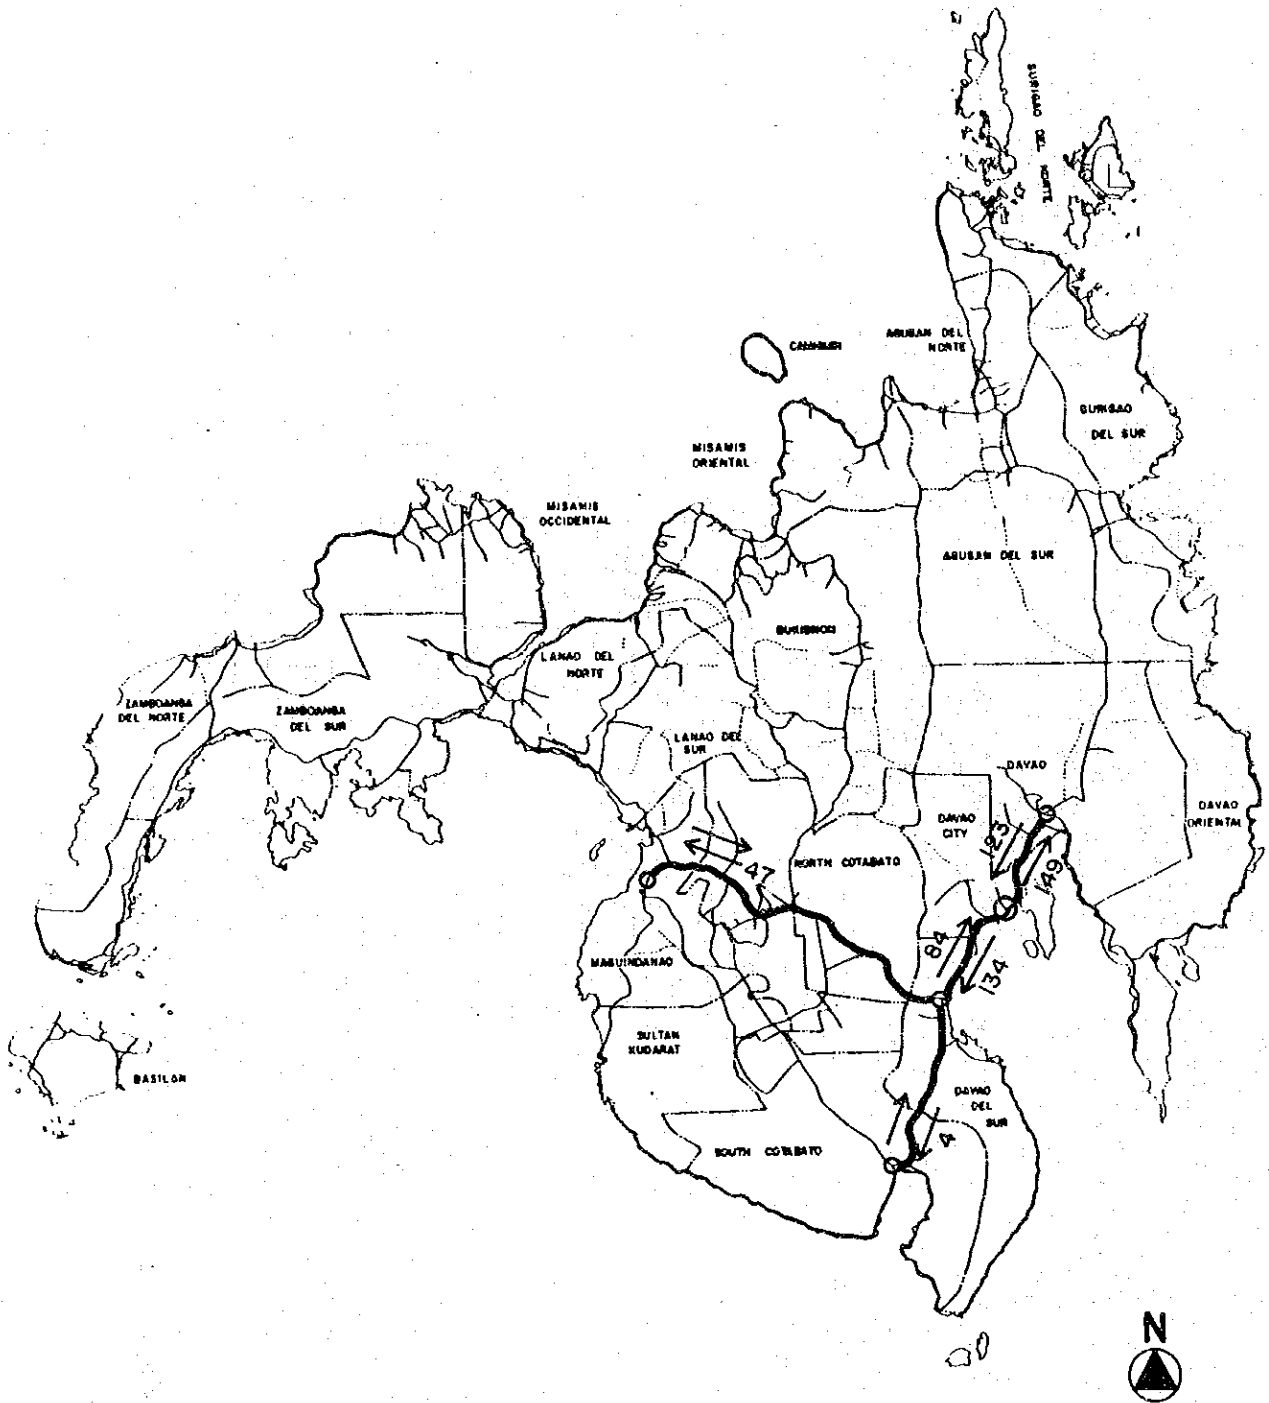 SURIGAO DEL NORTE
AGUSAN DEL
NORTE
CAMIGUIN
SURIGAO
DEL SUR
MISAMIS
ORIENTAL
MISAMIS
OCCIDENTAL
AGUSAN DEL SUR
BUKIDNON
LANAO DEL
NORTE
ZAMBOANGA
DEL NORTE
ZAMBOANGA
DEL SUR
LANAO DEL
SUR
DAVAO
DAVAO
ORIENTAL
DAVAO
CITY
123
149
47
NORTH COTABATO
84
134
MAGUINDANAO
SULTAN
KUDARAT
BASILAN
DAVAO
DEL
SUR
4
SOUTH COTABATO
N